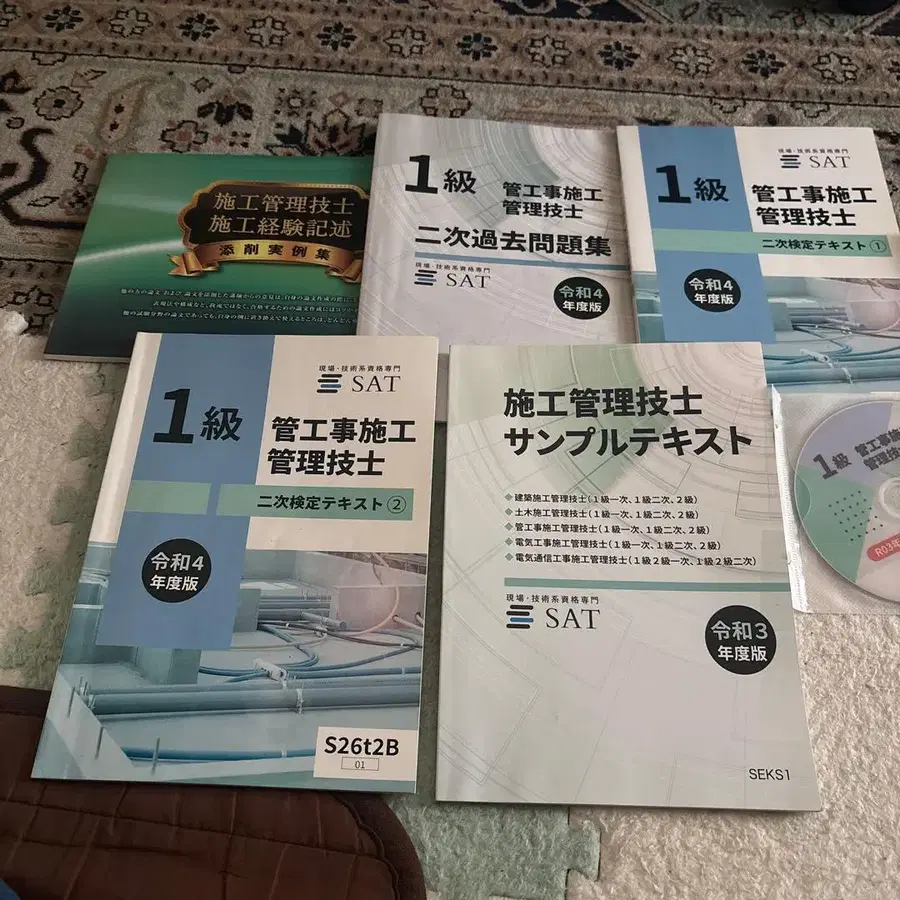 施工管理技士
施工経験記述
添削実例集
1級
管工事施工
管理技士
二次過去問題集
現場・技術系資格専門
SAT
令和4
年度版
現場・技術系資格専門
SAT
1級
管工事施工
管理技士
二次検定テキスト①
令和4
年度版
現場・技術系資格専門
SAT
1級
管工事施工
管理技士
二次検定テキスト②
令和4
年度版
S26t2B
01
施工管理技士
サンプルテキスト
◆建築施工管理技士(1級一次、1級二次、2級)
◆土木施工管理技士(1級一次、1級二次、2級)
◆管工事施工管理技士(1級一次、1級二次、2級)
◆電気工事施工管理技士(1級一次、1級二次、2級)
◆電気通信工事施工管理技士(1級2級一次、1級2級二次)
現場・技術系資格専門
SAT
令和3
年度版
SEKS1
1級
管工事施
管理技
R03年